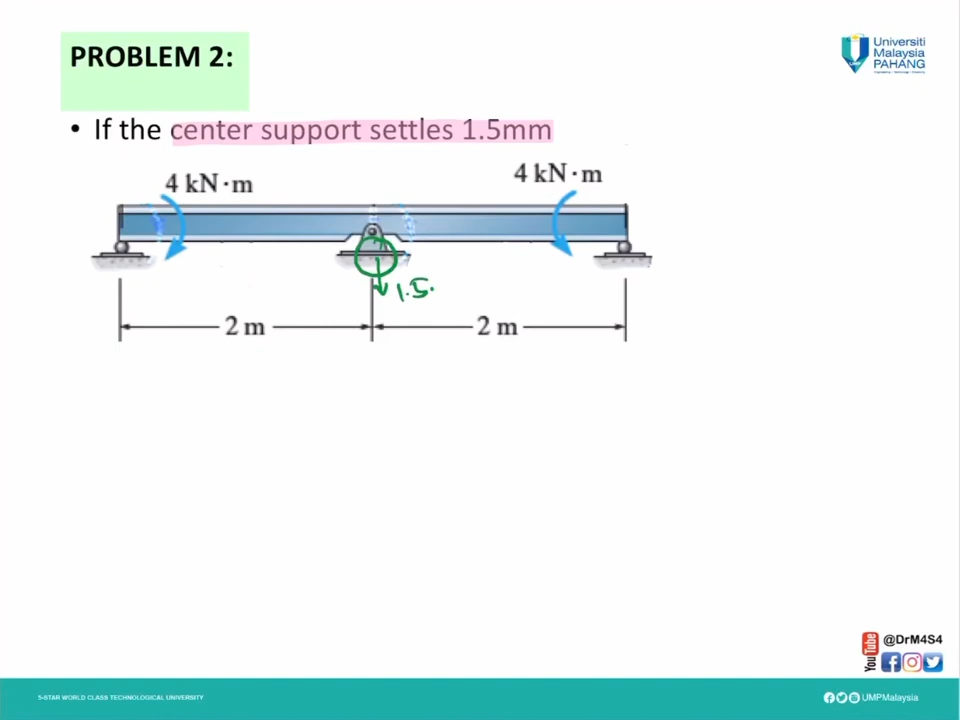 PROBLEM 2:
Universiti
Malaysia
PAHANG
• If the center support settles 1.5mm
4 kN·m
4 kN·m
1.5.
2 m
2 m
YouTube @DrM4S4
5-STAR WORLD CLASS TECHNOLOGICAL UNIVERSITY
UMPMalaysia